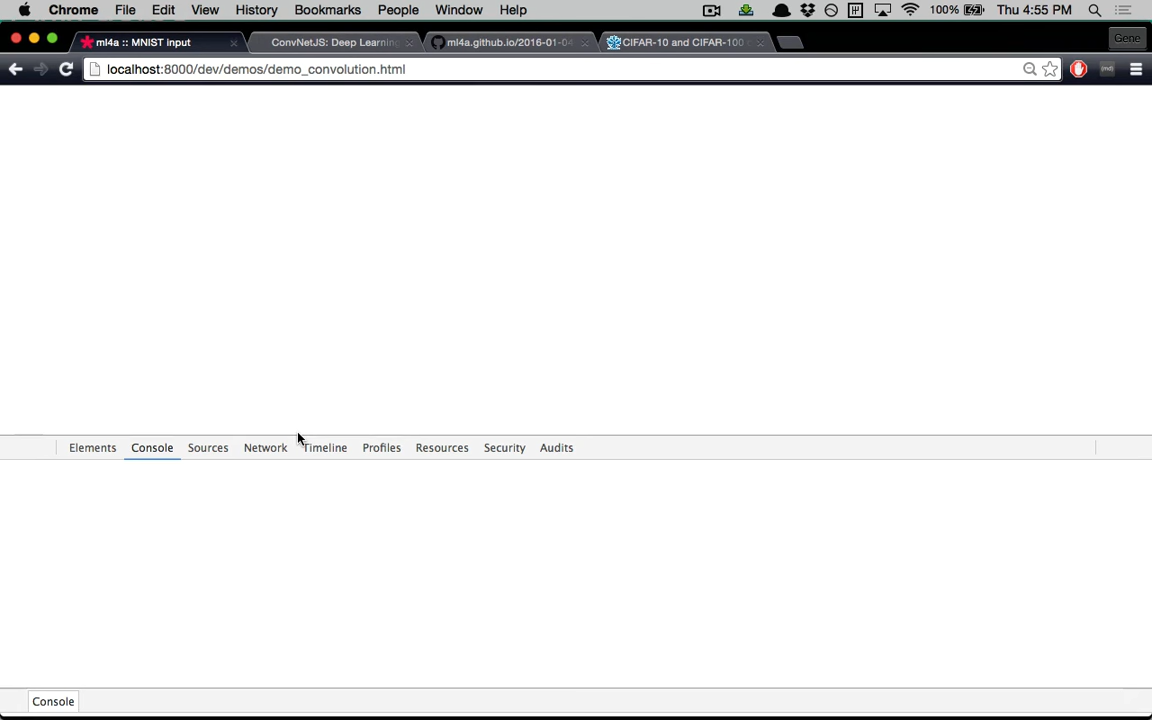 Chrome File Edit View History Bookmarks People Window Help 100% Thu 4:55 PM
ml4a :: MNIST input ConvNetJS: Deep Learning ml4a.github.io/2016-01-04 CIFAR-10 and CIFAR-100 Gene
localhost:8000/dev/demos/demo_convolution.html
Elements Console Sources Network Timeline Profiles Resources Security Audits
Console